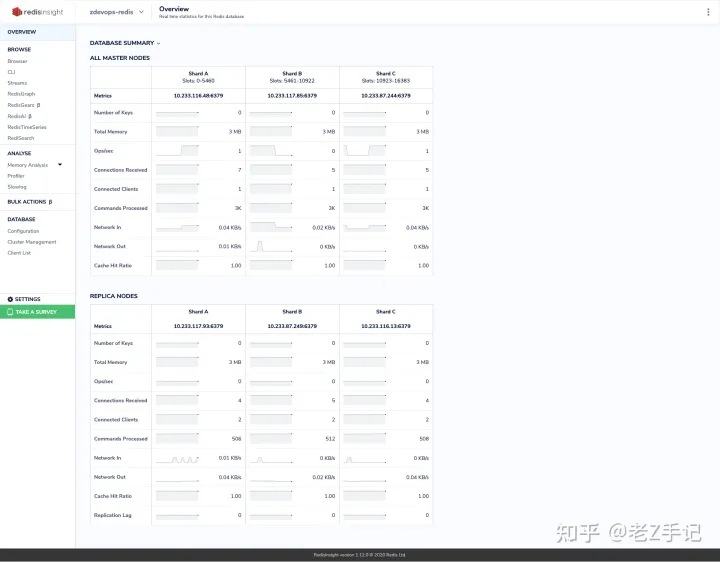 redisinsight
zdevops-redis
Overview
Real time statistics for this Redis database
OVERVIEW
BROWSE
Browser
CLI
Streams
RedisGraph
RedisGears β
RedisAI β
RedisTimeSeries
RediSearch
ANALYSE
Memory Analysis
Profiler
Slowlog
BULK ACTIONS β
DATABASE
Configuration
Cluster Management
Client List
SETTINGS
TAKE A SURVEY
DATABASE SUMMARY
ALL MASTER NODES
Shard A Shard B Shard C
Slots: 0-5460 Slots: 5461-10922 Slots: 10923-16383
Metrics 10.233.116.48:6379 10.233.117.85:6379 10.233.87.244:6379
Number of Keys 0 0 0
Total Memory 3 MB 3 MB 3 MB
Ops/sec 1 0 1
Connections Received 7 5 5
Connected Clients 1 1 1
Commands Processed 3K 3K 3K
Network In 0.04 KB/s 0.02 KB/s 0.04 KB/s
Network Out 0.01 KB/s 0 KB/s 0 KB/s
Cache Hit Ratio 1.00 1.00 1.00
REPLICA NODES
Shard A Shard B Shard C
Metrics 10.233.117.93:6379 10.233.87.249:6379 10.233.116.13:6379
Number of Keys 0 0 0
Total Memory 3 MB 3 MB 3 MB
Ops/sec 0 0 0
Connections Received 4 5 4
Connected Clients 2 2 2
Commands Processed 506 512 508
Network In 0.01 KB/s 0 KB/s 0 KB/s
Network Out 0.04 KB/s 0.02 KB/s 0.04 KB/s
Cache Hit Ratio 1.00 1.00 1.00
Replication Lag 0 0 0
知乎 @老Z手记
RedisInsight version 1.11.0 © 2020 Redis Ltd.